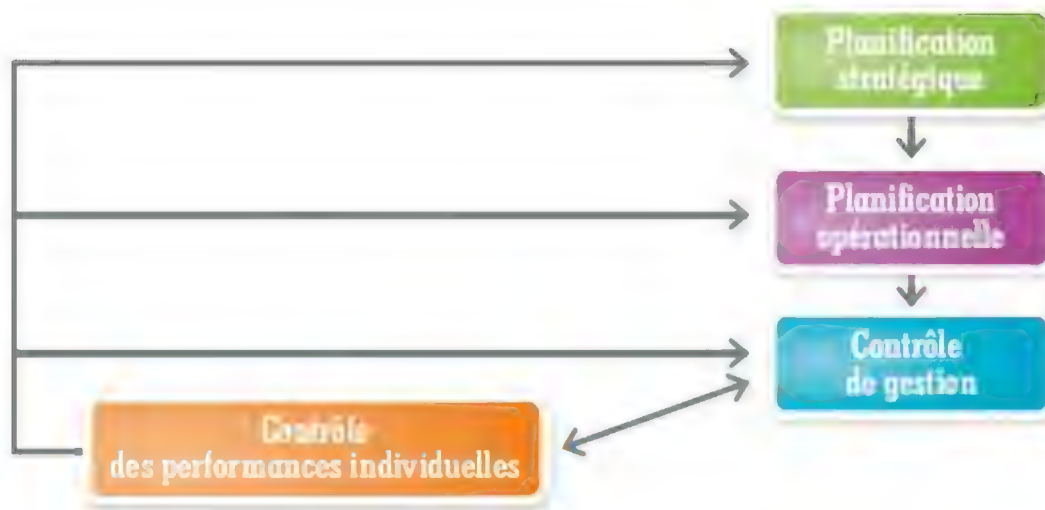 Planification
stratégique
Planification
opérationnelle
Contrôle
de gestion
Contrôle
des performances individuelles